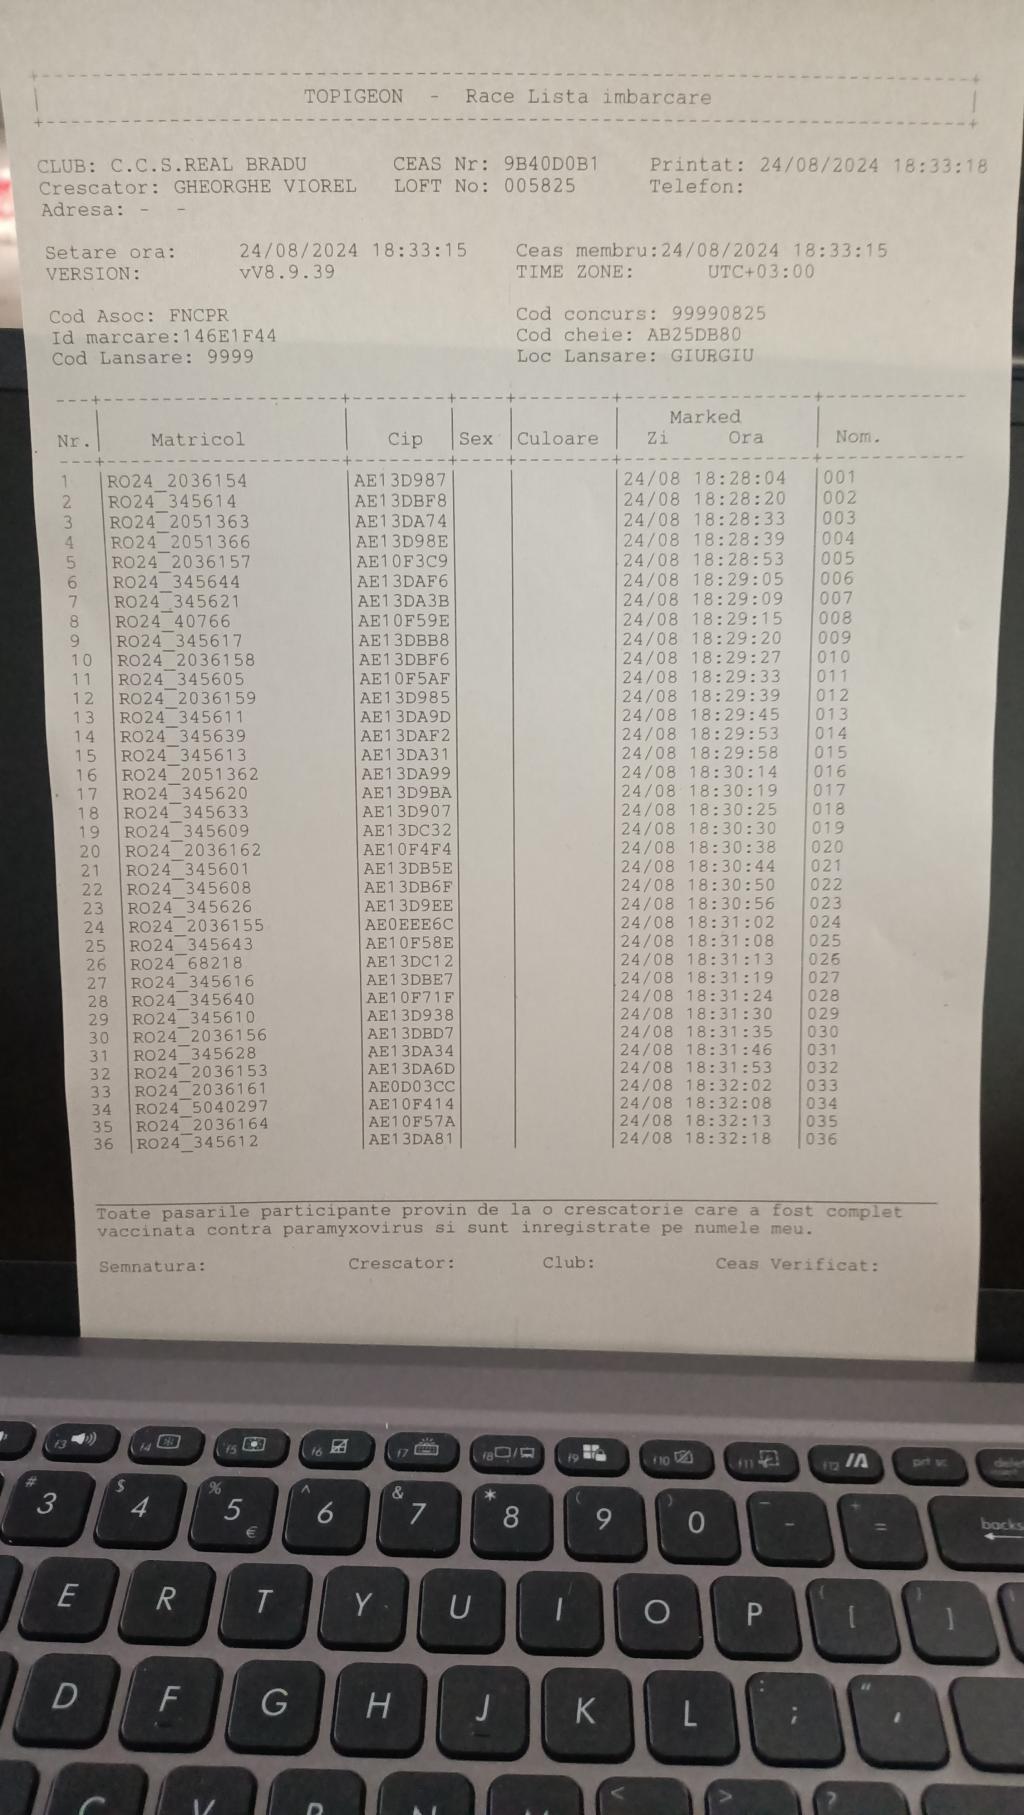 TOPIGEON - Race Lista imbarcare
CLUB: C.C.S.REAL BRADU CEAS Nr: 9B40D0B1 Printat: 24/08/2024 18:33:18
Crescator: GHEORGHE VIOREL LOFT No: 005825 Telefon:
Adresa: - -
Setare ora: 24/08/2024 18:33:15 Ceas membru:24/08/2024 18:33:15
VERSION: vV8.9.39 TIME ZONE: UTC+03:00
Cod Asoc: FNCPR Cod concurs: 99990825
Id marcare:146E1F44 Cod cheie: AB25DB80
Cod Lansare: 9999 Loc Lansare: GIURGIU
Marked
Nr. Matricol Cip Sex Culoare Zi Ora Nom.
1 RO24_2036154 AE13D987 24/08 18:28:04 001
2 RO24_345614 AE13DBF8 24/08 18:28:20 002
3 RO24_2051363 AE13DA74 24/08 18:28:33 003
4 RO24_2051366 AE13D98E 24/08 18:28:39 004
5 RO24_2036157 AE10F3C9 24/08 18:28:53 005
6 RO24_345644 AE13DAF6 24/08 18:29:05 006
7 RO24_345621 AE13DA3B 24/08 18:29:09 007
8 RO24_40766 AE10F59E 24/08 18:29:15 008
9 RO24_345617 AE13DBB8 24/08 18:29:20 009
10 RO24_2036158 AE13DBF6 24/08 18:29:27 010
11 RO24_345605 AE10F5AF 24/08 18:29:33 011
12 RO24_2036159 AE13D985 24/08 18:29:39 012
13 RO24_345611 AE13DA9D 24/08 18:29:45 013
14 RO24_345639 AE13DAF2 24/08 18:29:53 014
15 RO24_345613 AE13DA31 24/08 18:29:58 015
16 RO24_2051362 AE13DA99 24/08 18:30:14 016
17 RO24_345620 AE13D9BA 24/08 18:30:19 017
18 RO24_345633 AE13D907 24/08 18:30:25 018
19 RO24_345609 AE13DC32 24/08 18:30:30 019
20 RO24_2036162 AE10F4F4 24/08 18:30:38 020
21 RO24_345601 AE13DB5E 24/08 18:30:44 021
22 RO24_345608 AE13DB6F 24/08 18:30:50 022
23 RO24_345626 AE13D9EE 24/08 18:30:56 023
24 RO24_2036155 AE0EEE6C 24/08 18:31:02 024
25 RO24_345643 AE10F58E 24/08 18:31:08 025
26 RO24_68218 AE13DC12 24/08 18:31:13 026
27 RO24_345616 AE13DBE7 24/08 18:31:19 027
28 RO24_345640 AE10F71F 24/08 18:31:24 028
29 RO24_345610 AE13D938 24/08 18:31:30 029
30 RO24_2036156 AE13DBD7 24/08 18:31:35 030
31 RO24_345628 AE13DA34 24/08 18:31:46 031
32 RO24_2036153 AE13DA6D 24/08 18:31:53 032
33 RO24_2036161 AE0D03CC 24/08 18:32:02 033
34 RO24_5040297 AE10F414 24/08 18:32:08 034
35 RO24_2036164 AE10F57A 24/08 18:32:13 035
36 RO24_345612 AE13DA81 24/08 18:32:18 036
Toate pasarile participante provin de la o crescatorie care a fost complet
vaccinata contra paramyxovirus si sunt inregistrate pe numele meu.
Semnatura: Crescator: Club: Ceas Verificat:
f3 f4 f5 f6 f7 f8 f9 f10 f11 f12 prt sc
# 3 $ 4 % 5 € ^ 6 & 7 * 8 ( 9 ) 0 - + =
E R T Y U I O P { [ } ]
D F G H J K L : ; " '
< > ?